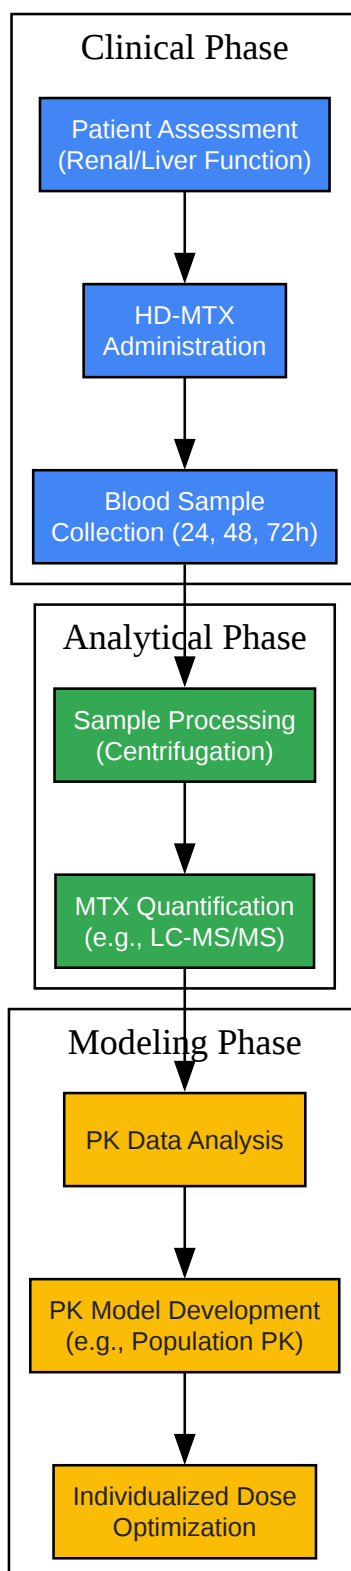 Clinical Phase
Patient Assessment
(Renal/Liver Function)
HD-MTX
Administration
Blood Sample
Collection (24, 48, 72h)
Analytical Phase
Sample Processing
(Centrifugation)
MTX Quantification
(e.g., LC-MS/MS)
Modeling Phase
PK Data Analysis
PK Model Development
(e.g., Population PK)
Individualized Dose
Optimization